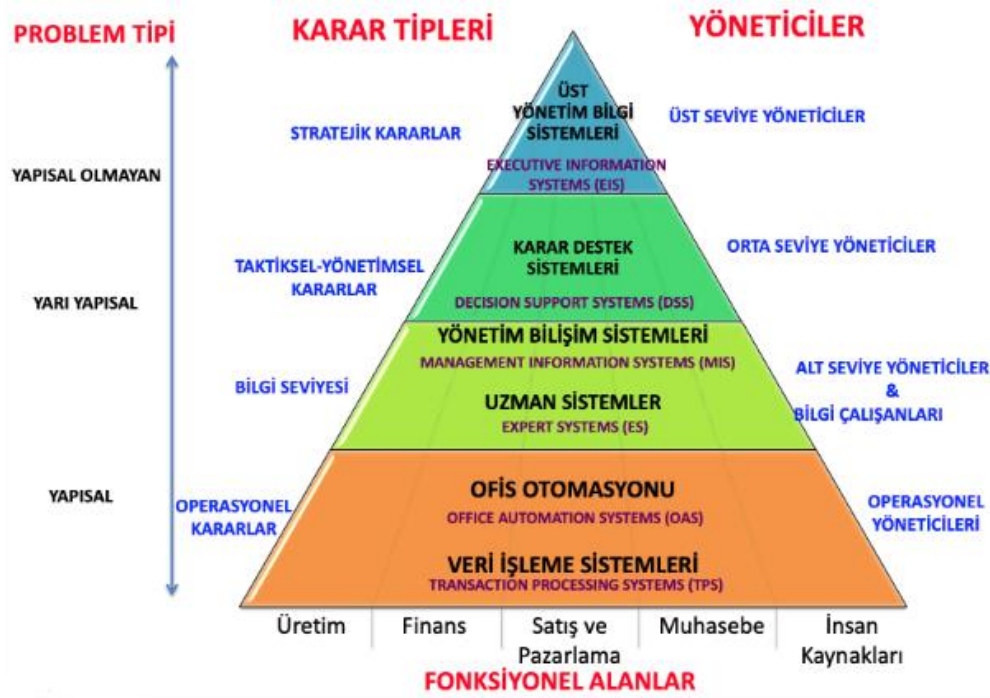 PROBLEM TİPİ
KARAR TİPLERİ
YÖNETİCİLER
ÜST
YÖNETİM BİLGİ
SİSTEMLERİ
EXECUTIVE INFORMATION
SYSTEMS (EIS)
STRATEJİK KARARLAR
ÜST SEVİYE YÖNETİCİLER
YAPISAL OLMAYAN
KARAR DESTEK
SİSTEMLERİ
DECISION SUPPORT SYSTEMS (DSS)
TAKTİKSEL-YÖNETİMSEL
KARARLAR
ORTA SEVİYE YÖNETİCİLER
YARI YAPISAL
YÖNETİM BİLİŞİM SİSTEMLERİ
MANAGEMENT INFORMATION SYSTEMS (MIS)
UZMAN SİSTEMLER
EXPERT SYSTEMS (ES)
BİLGİ SEVİYESİ
ALT SEVİYE YÖNETİCİLER
&
BİLGİ ÇALIŞANLARI
YAPISAL
OFİS OTOMASYONU
OFFICE AUTOMATION SYSTEMS (OAS)
VERİ İŞLEME SİSTEMLERİ
TRANSACTION PROCESSING SYSTEMS (TPS)
OPERASYONEL
KARARLAR
OPERASYONEL
YÖNETİCİLERİ
Üretim
Finans
Satış ve
Pazarlama
Muhasebe
İnsan
Kaynakları
FONKSİYONEL ALANLAR